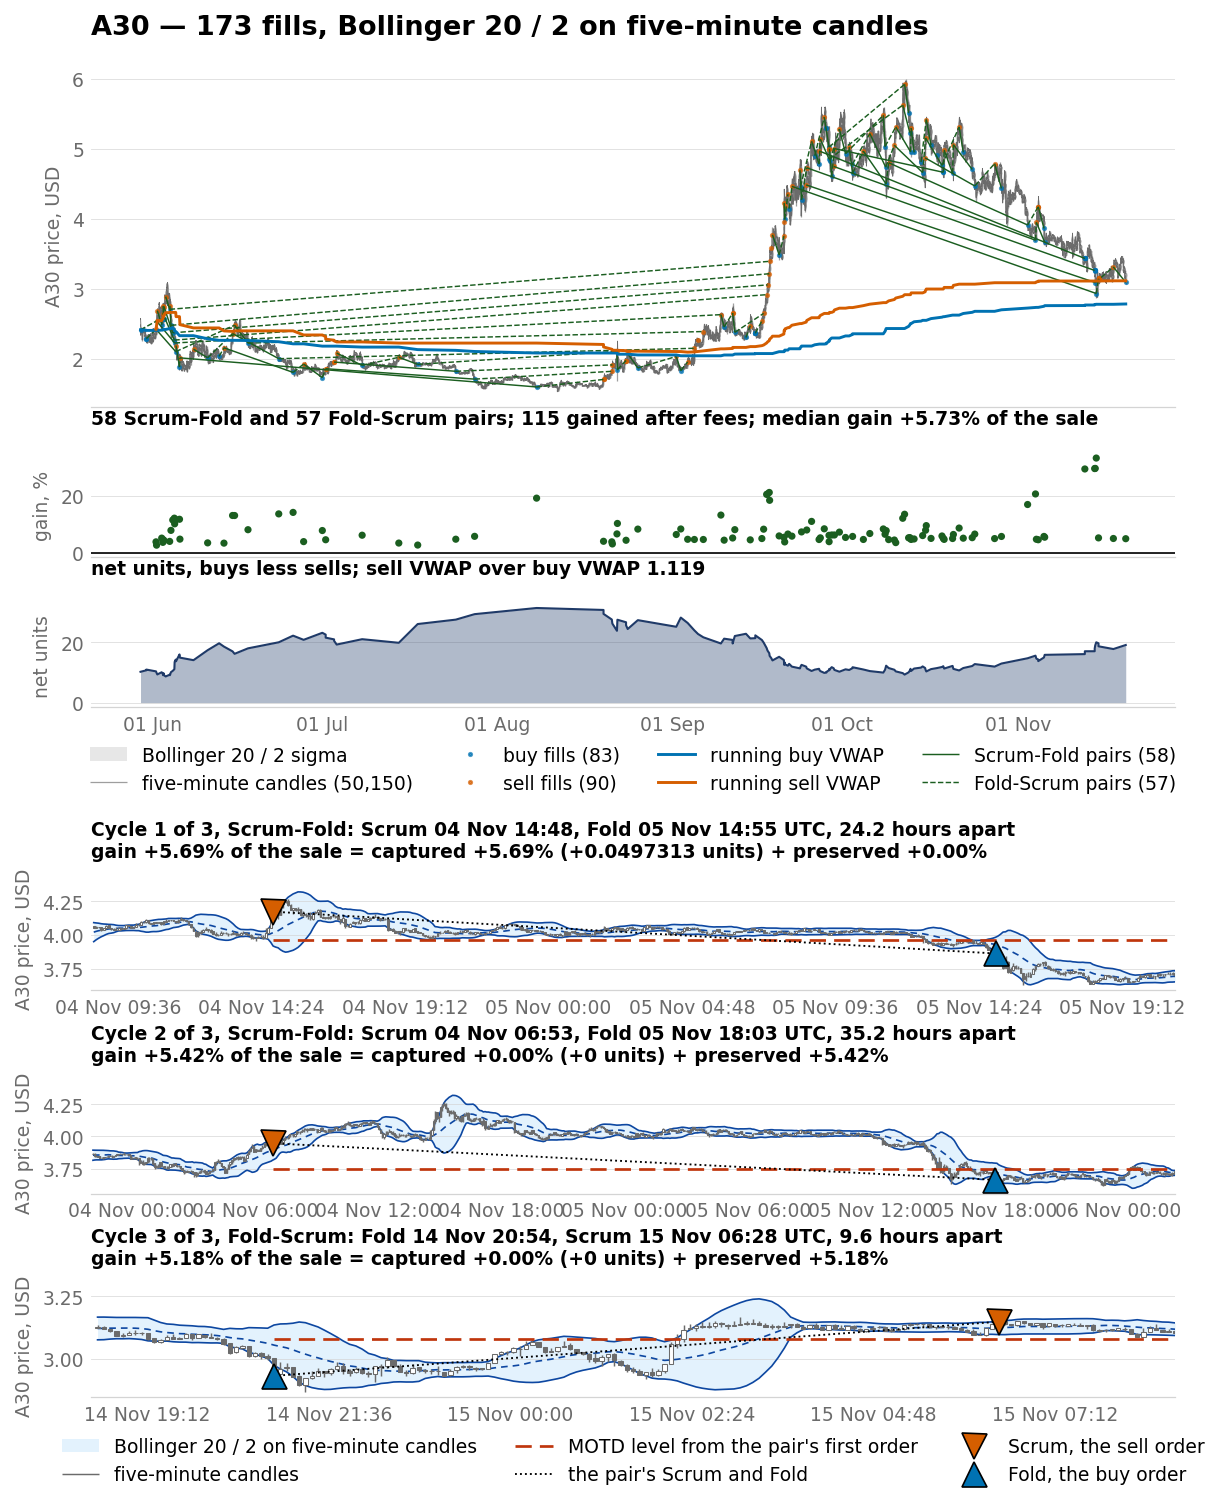 A30 — 173 fills, Bollinger 20 / 2 on five-minute candles
A30 price, USD
6
5
4
3
2
58 Scrum-Fold and 57 Fold-Scrum pairs; 115 gained after fees; median gain +5.73% of the sale
gain, %
20
0
net units, buys less sells; sell VWAP over buy VWAP 1.119
net units
20
0
01 Jun 01 Jul 01 Aug 01 Sep 01 Oct 01 Nov
Bollinger 20 / 2 sigma buy fills (83) running buy VWAP Scrum-Fold pairs (58)
five-minute candles (50,150) sell fills (90) running sell VWAP Fold-Scrum pairs (57)
Cycle 1 of 3, Scrum-Fold: Scrum 04 Nov 14:48, Fold 05 Nov 14:55 UTC, 24.2 hours apart
gain +5.69% of the sale = captured +5.69% (+0.0497313 units) + preserved +0.00%
A30 price, USD
4.25
4.00
3.75
04 Nov 09:36 04 Nov 14:24 04 Nov 19:12 05 Nov 00:00 05 Nov 04:48 05 Nov 09:36 05 Nov 14:24 05 Nov 19:12
Cycle 2 of 3, Scrum-Fold: Scrum 04 Nov 06:53, Fold 05 Nov 18:03 UTC, 35.2 hours apart
gain +5.42% of the sale = captured +0.00% (+0 units) + preserved +5.42%
A30 price, USD
4.25
4.00
3.75
04 Nov 00:00 04 Nov 06:00 04 Nov 12:00 04 Nov 18:00 05 Nov 00:00 05 Nov 06:00 05 Nov 12:00 05 Nov 18:00 06 Nov 00:00
Cycle 3 of 3, Fold-Scrum: Fold 14 Nov 20:54, Scrum 15 Nov 06:28 UTC, 9.6 hours apart
gain +5.18% of the sale = captured +0.00% (+0 units) + preserved +5.18%
A30 price, USD
3.25
3.00
14 Nov 19:12 14 Nov 21:36 15 Nov 00:00 15 Nov 02:24 15 Nov 04:48 15 Nov 07:12
Bollinger 20 / 2 on five-minute candles MOTD level from the pair's first order Scrum, the sell order
five-minute candles the pair's Scrum and Fold Fold, the buy order